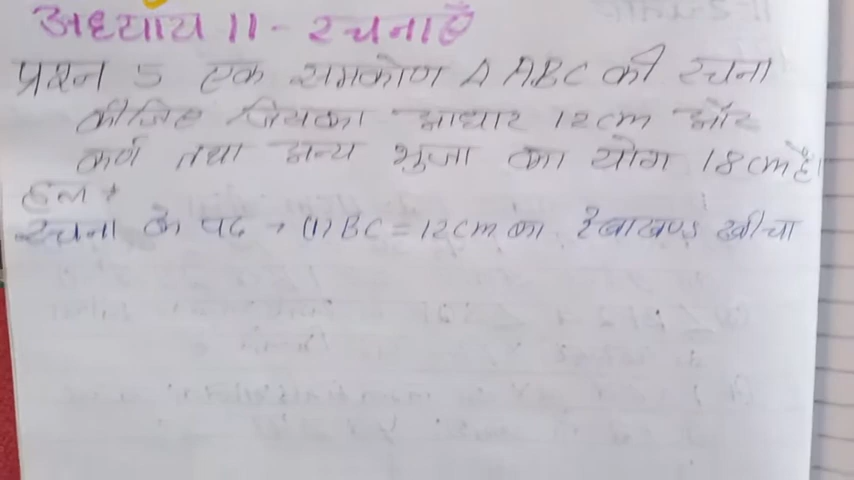 अध्याय 11 - रचनाएँ
प्रश्न 5 एक समकोण Δ ABC की रचना
कीजिए जिसका आधार 12cm और
कर्ण तथा अन्य भुजा का योग 18cm है।
हल →
रचना के पद → (1) BC = 12cm का रेखाखण्ड खींचा